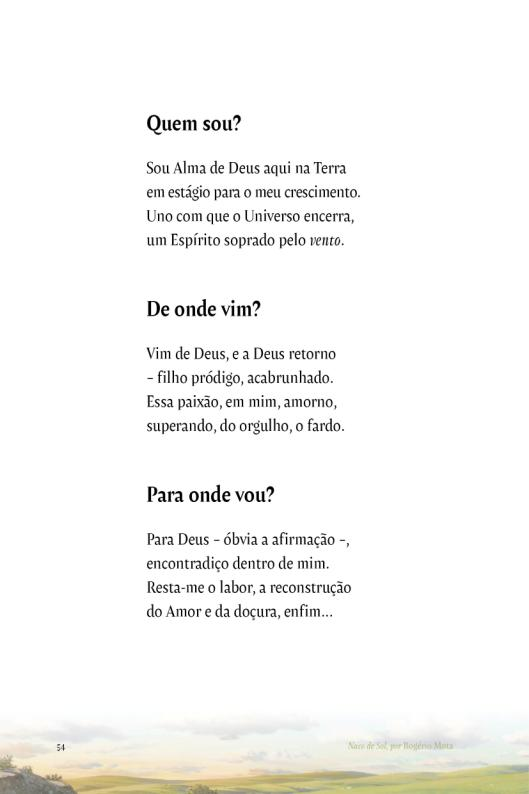 Quem sou?
Sou Alma de Deus aqui na Terra
em estágio para o meu crescimento.
Uno com que o Universo encerra,
um Espírito soprado pelo vento.
De onde vim?
Vim de Deus, e a Deus retorno
– filho pródigo, acabrunhado.
Essa paixão, em mim, amorno,
superando, do orgulho, o fardo.
Para onde vou?
Para Deus – óbvia a afirmação –,
encontradiço dentro de mim.
Resta-me o labor, a reconstrução
do Amor e da doçura, enfim...
54
Naco de Sol, por Rogério Mota